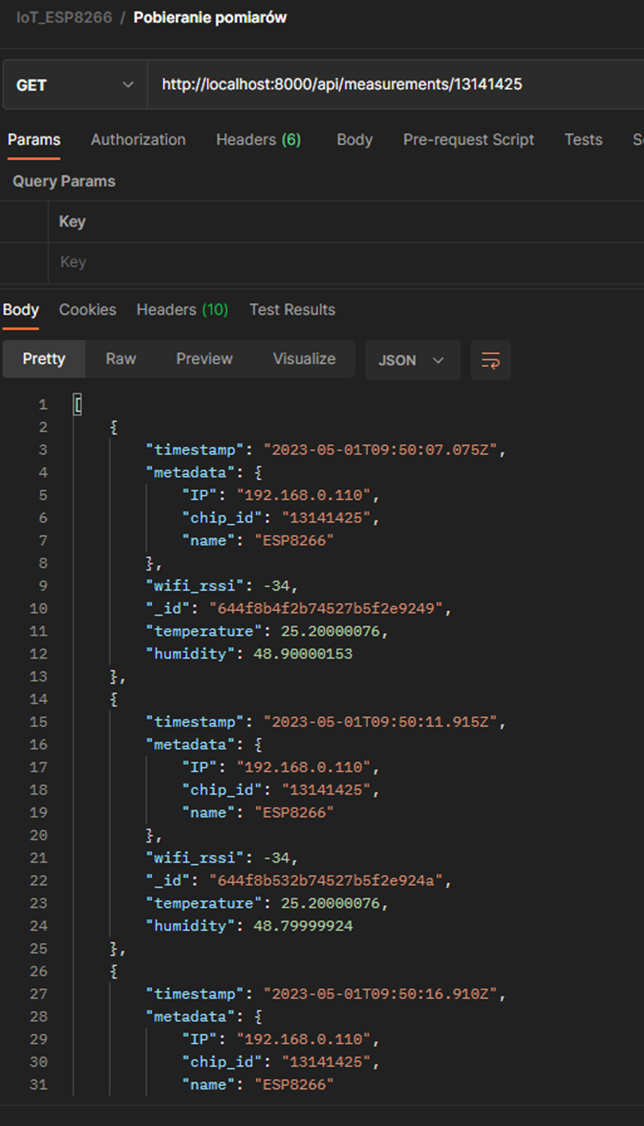 IoT_ESP8266 / Pobieranie pomiarów
GET http://localhost:8000/api/measurements/13141425
Params Authorization Headers (6) Body Pre-request Script Tests
Query Params
Key
Key
Body Cookies Headers (10) Test Results
Pretty Raw Preview Visualize JSON
1 [
2 {
3 "timestamp": "2023-05-01T09:50:07.075Z",
4 "metadata": {
5 "IP": "192.168.0.110",
6 "chip_id": "13141425",
7 "name": "ESP8266"
8 },
9 "wifi_rssi": -34,
10 "_id": "644f8b4f2b74527b5f2e9249",
11 "temperature": 25.20000076,
12 "humidity": 48.90000153
13 },
14 {
15 "timestamp": "2023-05-01T09:50:11.915Z",
16 "metadata": {
17 "IP": "192.168.0.110",
18 "chip_id": "13141425",
19 "name": "ESP8266"
20 },
21 "wifi_rssi": -34,
22 "_id": "644f8b532b74527b5f2e924a",
23 "temperature": 25.20000076,
24 "humidity": 48.79999924
25 },
26 {
27 "timestamp": "2023-05-01T09:50:16.910Z",
28 "metadata": {
29 "IP": "192.168.0.110",
30 "chip_id": "13141425",
31 "name": "ESP8266"